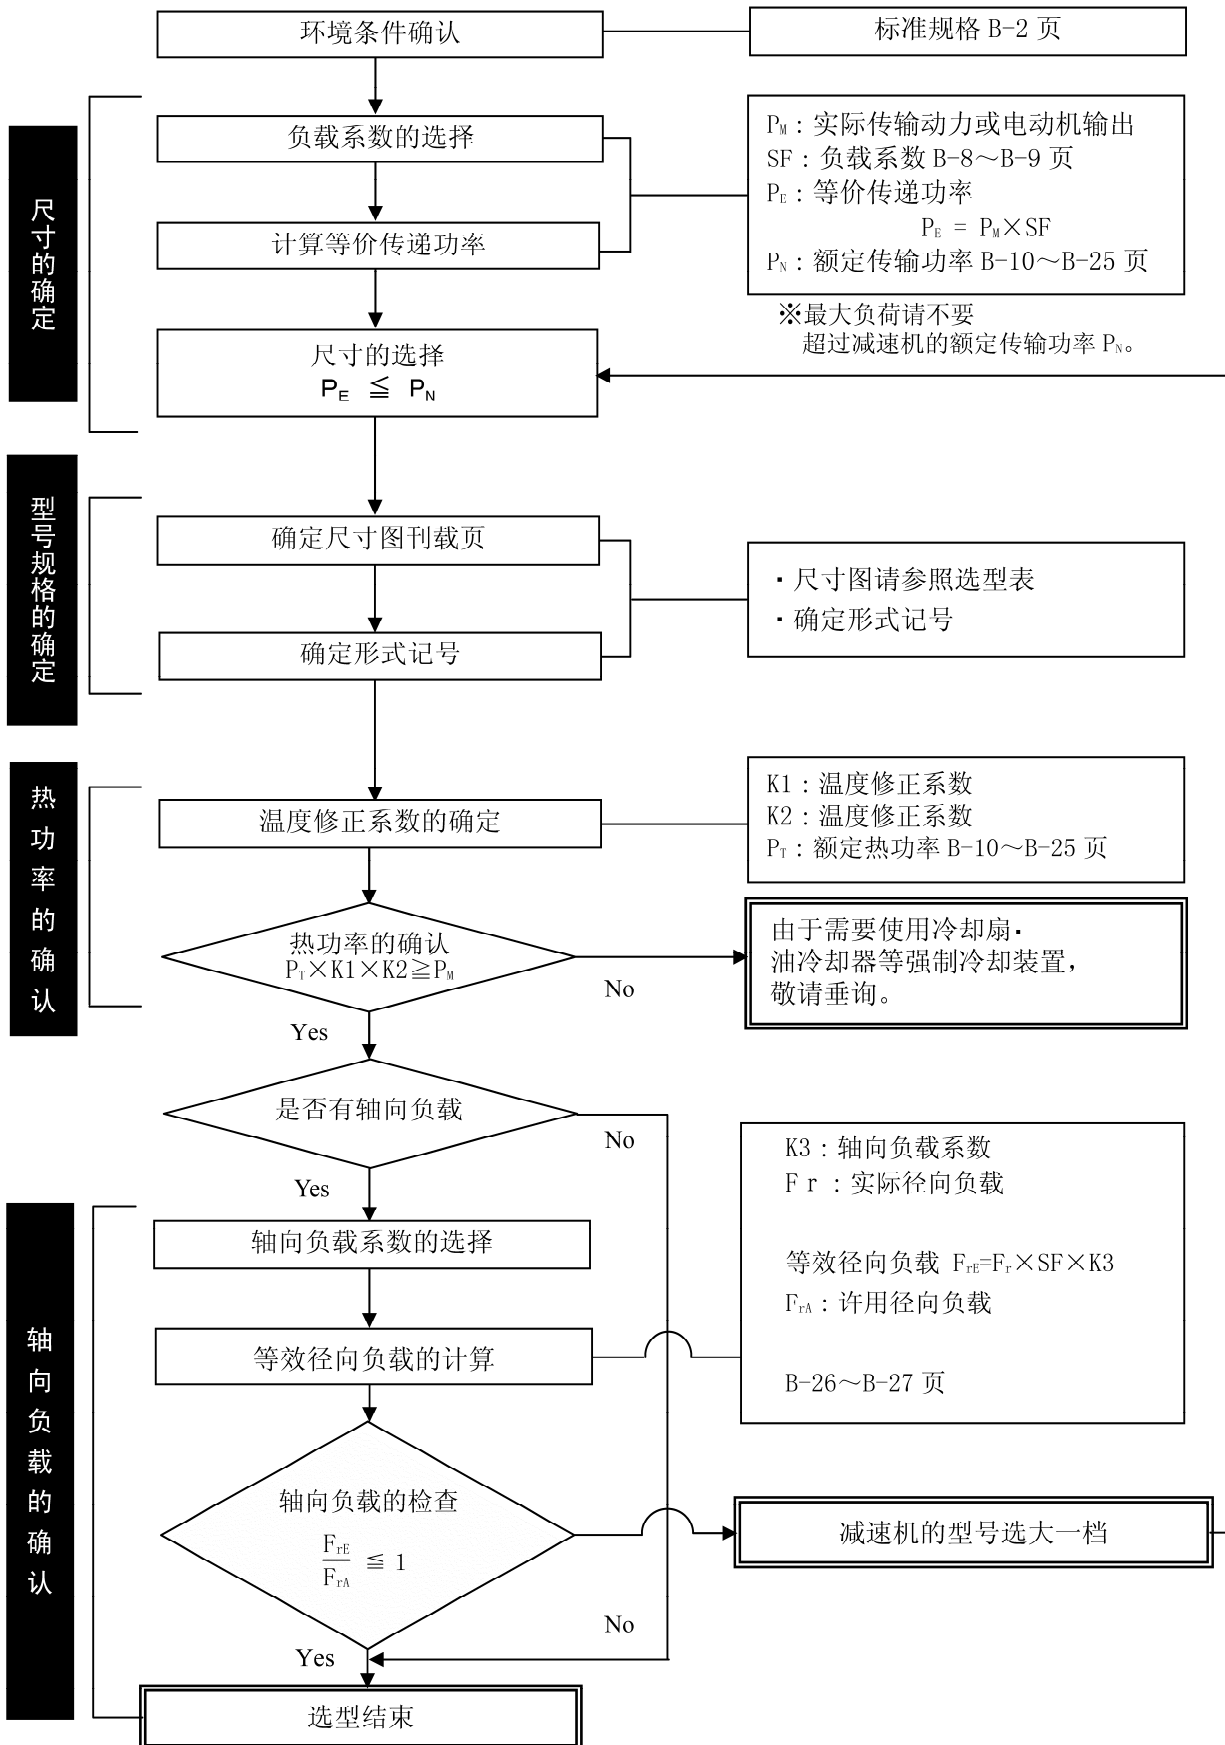 环境条件确认
标准规格 B-2 页
尺寸的确定
负载系数的选择
计算等价传递功率
尺寸的选择
PE ≦ PN
PM：实际传输动力或电动机输出
SF：负载系数 B-8～B-9 页
PE：等价传递功率
PE = PM×SF
PN：额定传输功率 B-10～B-25 页
※最大负荷请不要
超过减速机的额定传输功率 PN。
型号规格的确定
确定尺寸图刊载页
确定形式记号
・尺寸图请参照选型表
・确定形式记号
热功率的确认
温度修正系数的确定
K1：温度修正系数
K2：温度修正系数
PT：额定热功率 B-10～B-25 页
热功率的确认
PT×K1×K2≧PM
No
由于需要使用冷却扇·
油冷却器等强制冷却装置，
敬请垂询。
Yes
是否有轴向负载
No
Yes
轴向负载的确认
轴向负载系数的选择
等效径向负载的计算
K3：轴向负载系数
F r ：实际径向负载
等效径向负载 FrE=Fr×SF×K3
FrA：许用径向负载
B-26～B-27 页
轴向负载的检查
FrE
FrA ≦ 1
减速机的型号选大一档
No
Yes
选型结束